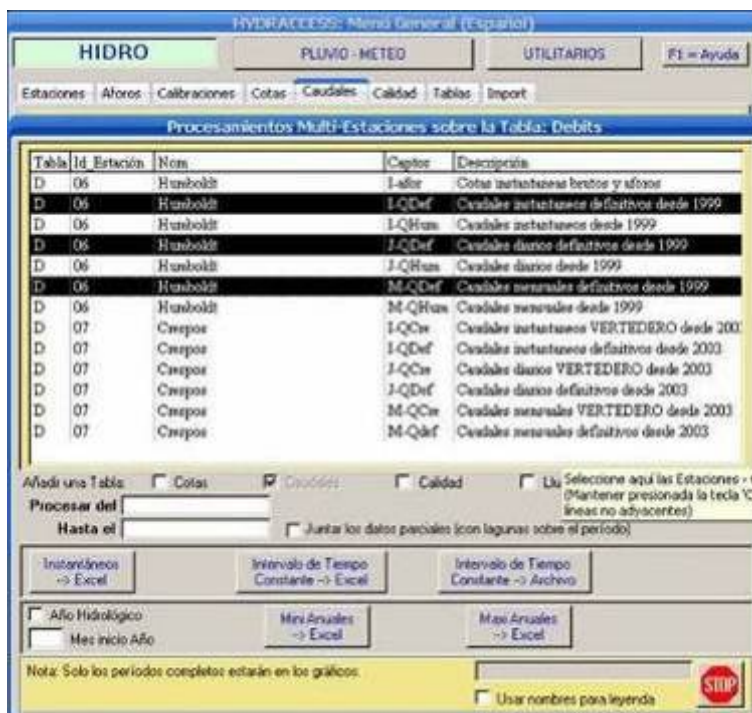 HYDRACCESS: Menú General (Español)
HIDRO PLUVIO - METEO UTILITARIOS F1 = Ayuda
Estaciones Aforos Calibraciones Cotas Caudales Calidad Tablas Import
Procesamientos Multi-Estaciones sobre la Tabla: Debits
Tabla Id_Estación Nom Captor Descripción
D 06 Humboldt I-afor Cotas instantaneas brutos y aforos
D 06 Humboldt I-QDef Caudales instantaneos definitivos desde 1999
D 06 Humboldt I-QHum Caudales instantaneos desde 1999
D 06 Humboldt J-QDef Caudales diarios definitivos desde 1999
D 06 Humboldt J-QHum Caudales diarios desde 1999
D 06 Humboldt M-QDef Caudales mensuales definitivos desde 1999
D 06 Humboldt M-QHum Caudales mensuales desde 1999
D 07 Crespos I-QCre Caudales instantaneos VERTEDERO desde 200
D 07 Crespos I-QDef Caudales instantaneos definitivos desde 2003
D 07 Crespos J-QCre Caudales diarios VERTEDERO desde 2003
D 07 Crespos J-QDef Caudales diarios definitivos desde 2003
D 07 Crespos M-QCre Caudales mensuales VERTEDERO desde 2003
D 07 Crespos M-Qdef Caudales mensuales definitivos desde 2003
Añadir una Tabla: Cotas Caudales Calidad Llu
Seleccione aquí las Estaciones -
(Mantener presionada la tecla 'C
líneas no adyacentes)
Procesar del
Hasta el Juntar los datos parciales (con lagunas sobre el período)
Instantáneos -> Excel
Intervalo de Tiempo Constante -> Excel
Intervalo de Tiempo Constante -> Archivo
Año Hidrológico
Mes inicio Año
Mini Anuales -> Excel
Maxi Anuales -> Excel
Nota: Solo los períodos completos estarán en los gráficos.
Usar nombres para leyenda
STOP